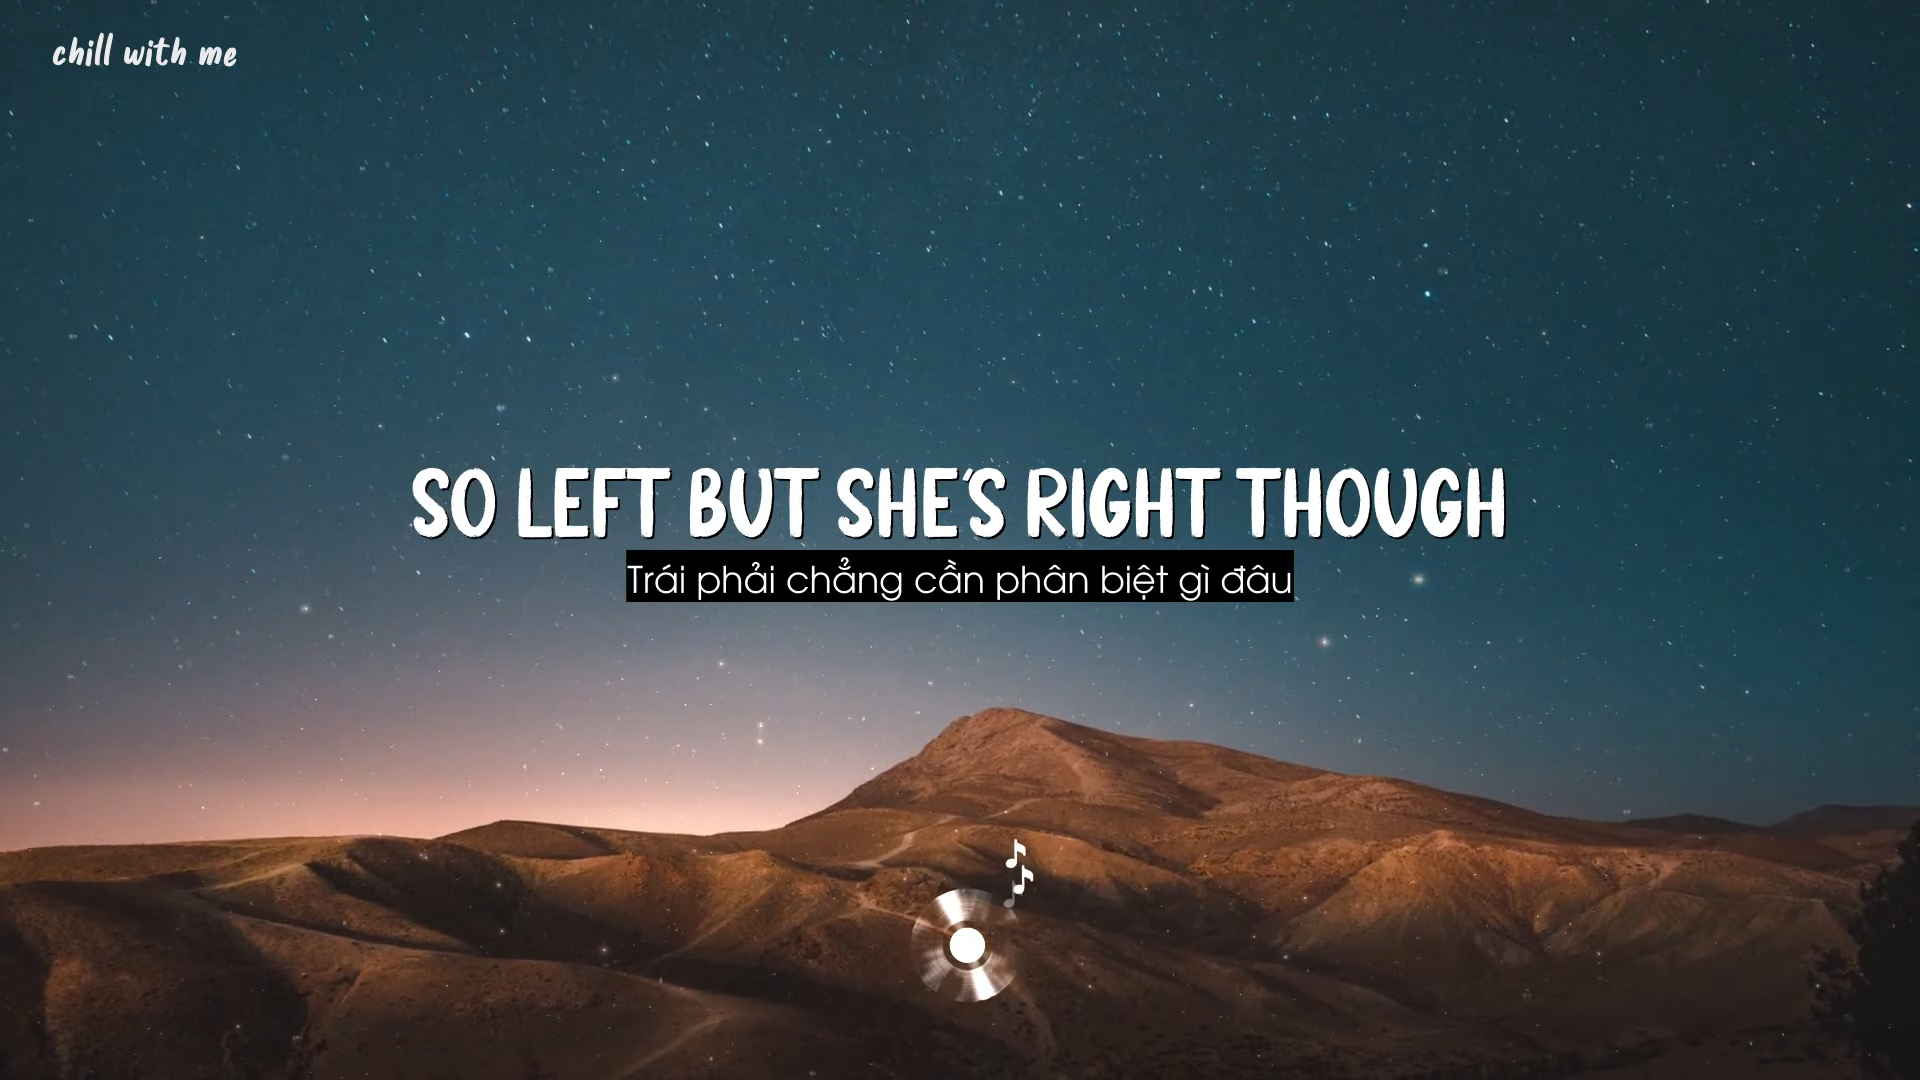 chill with me
SO LEFT BUT SHE'S RIGHT THOUGH
Trái phải chẳng cần phân biệt gì đâu